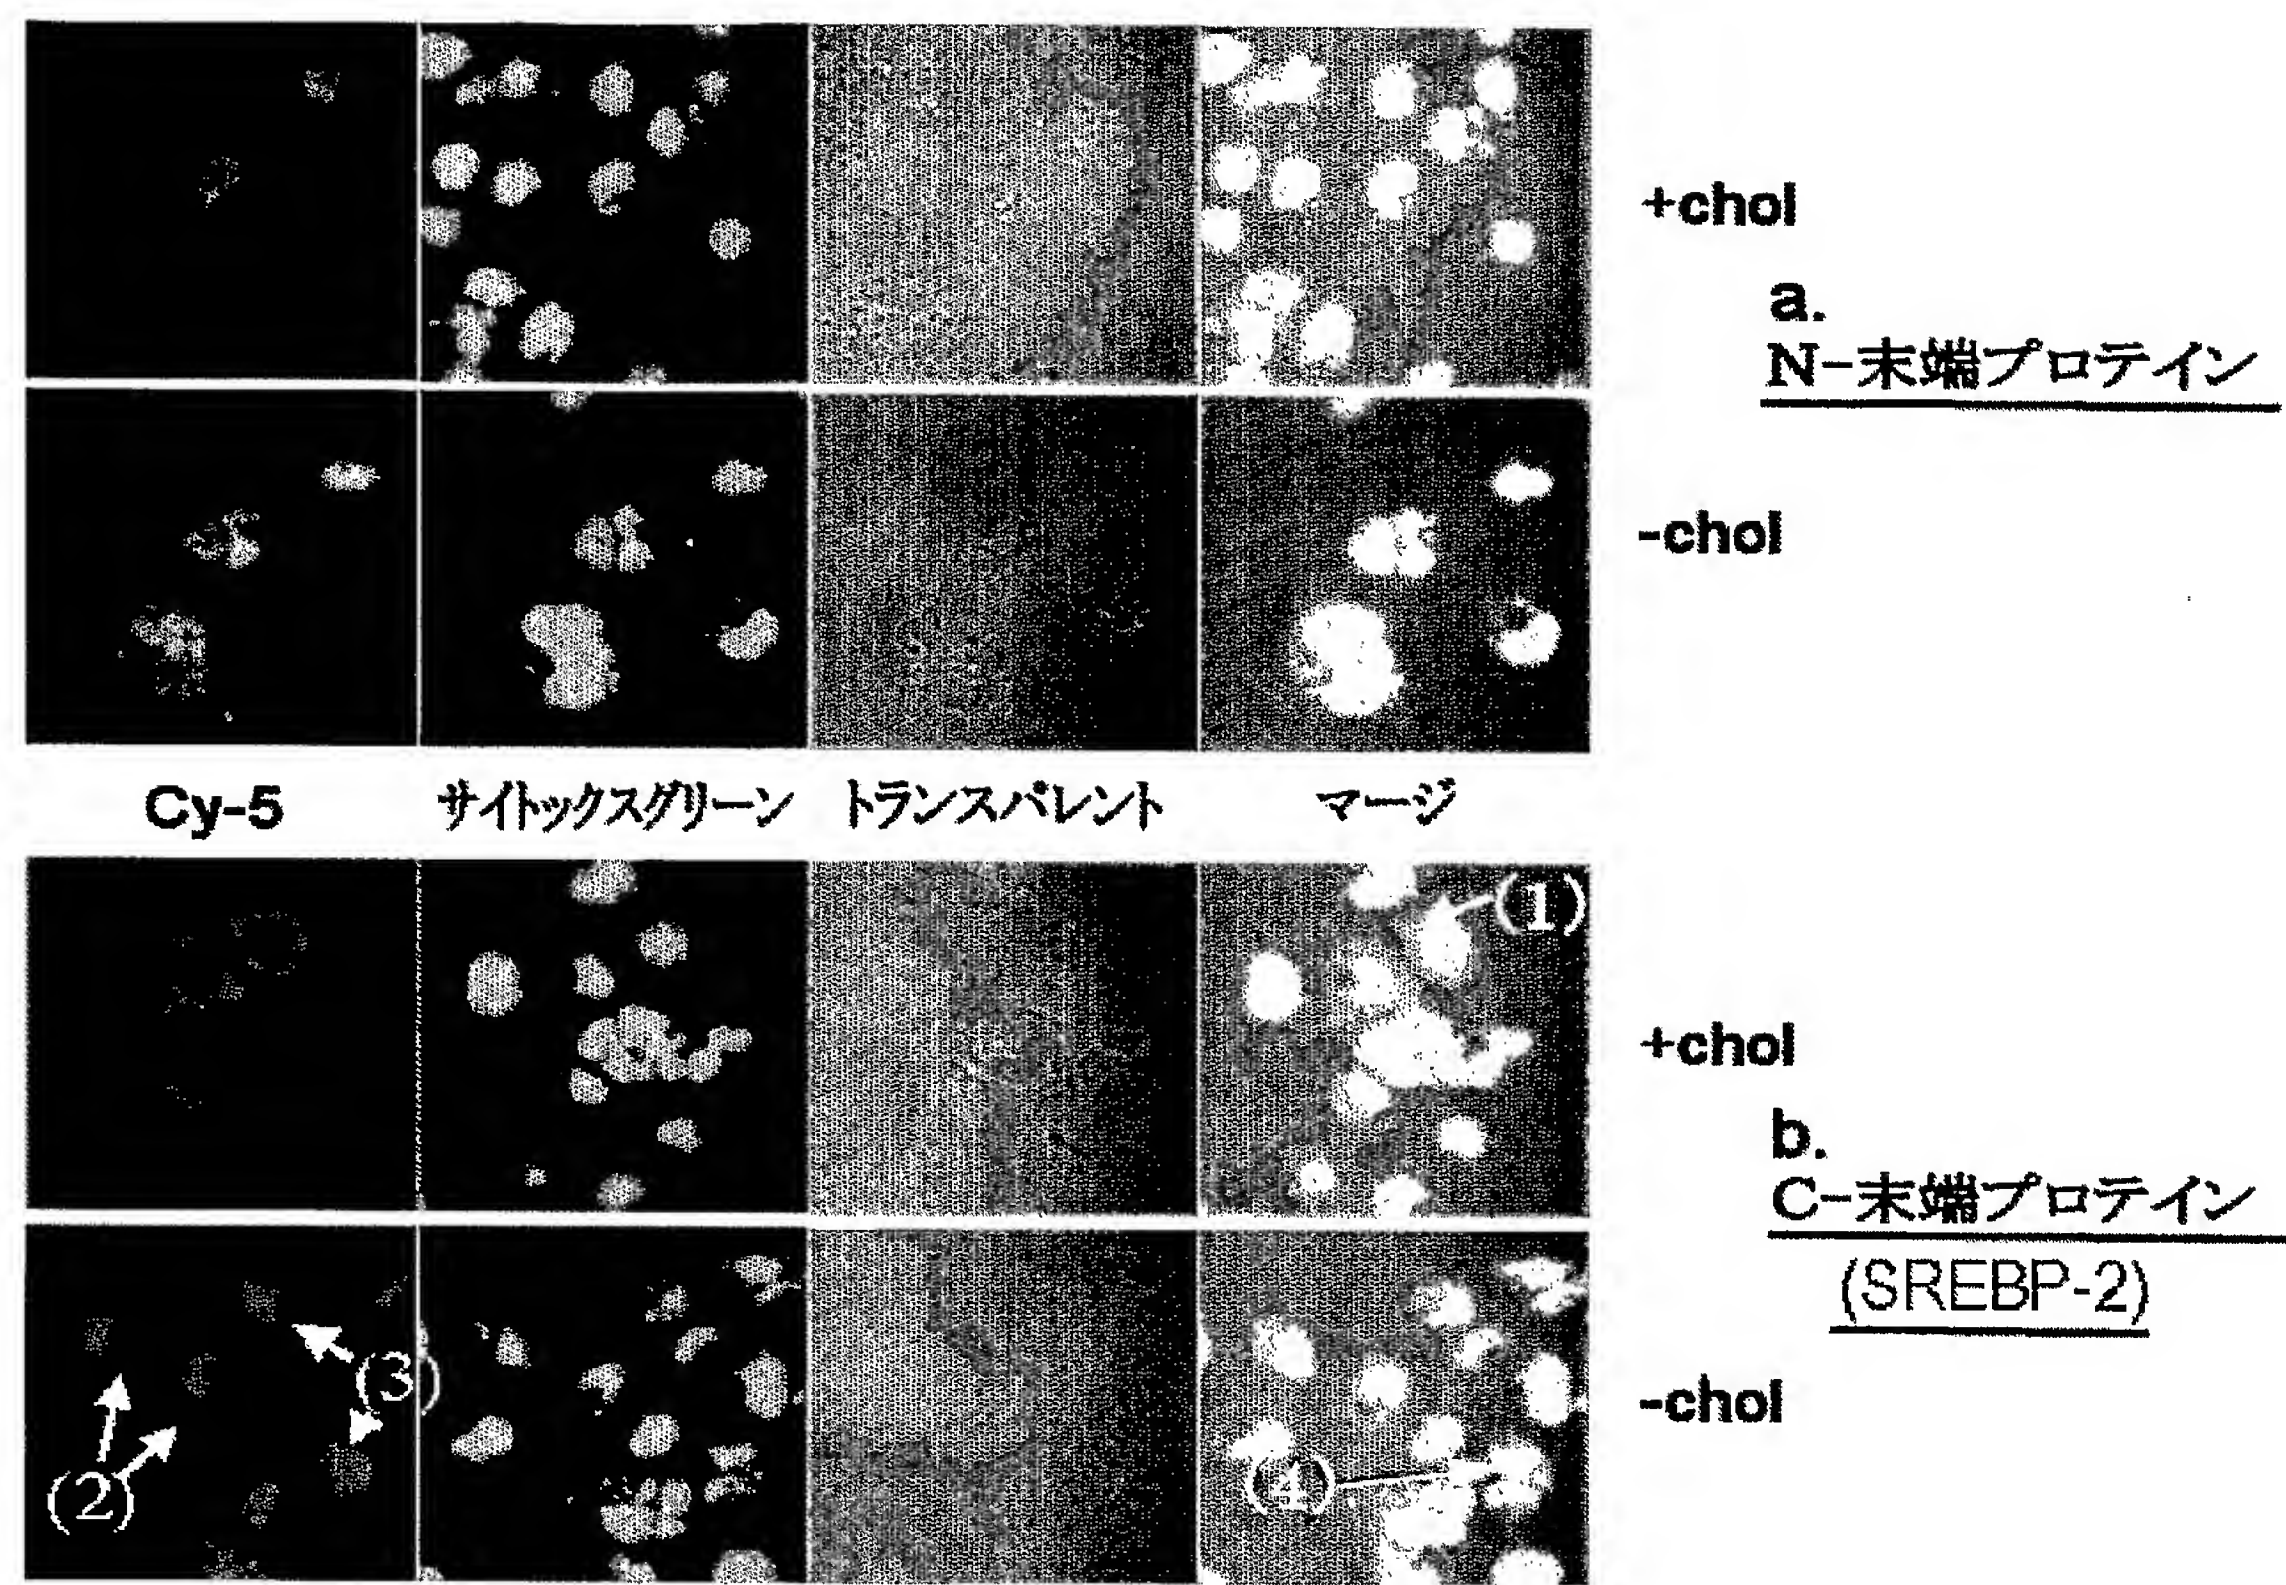 +chol
a.
N-末端プロテイン
-chol
Cy-5 サイトックスグリーン トランスパレント マージ
(1)
+chol
b.
C-末端プロテイン
(SREBP-2)
(3)
-chol
(2)
(4)